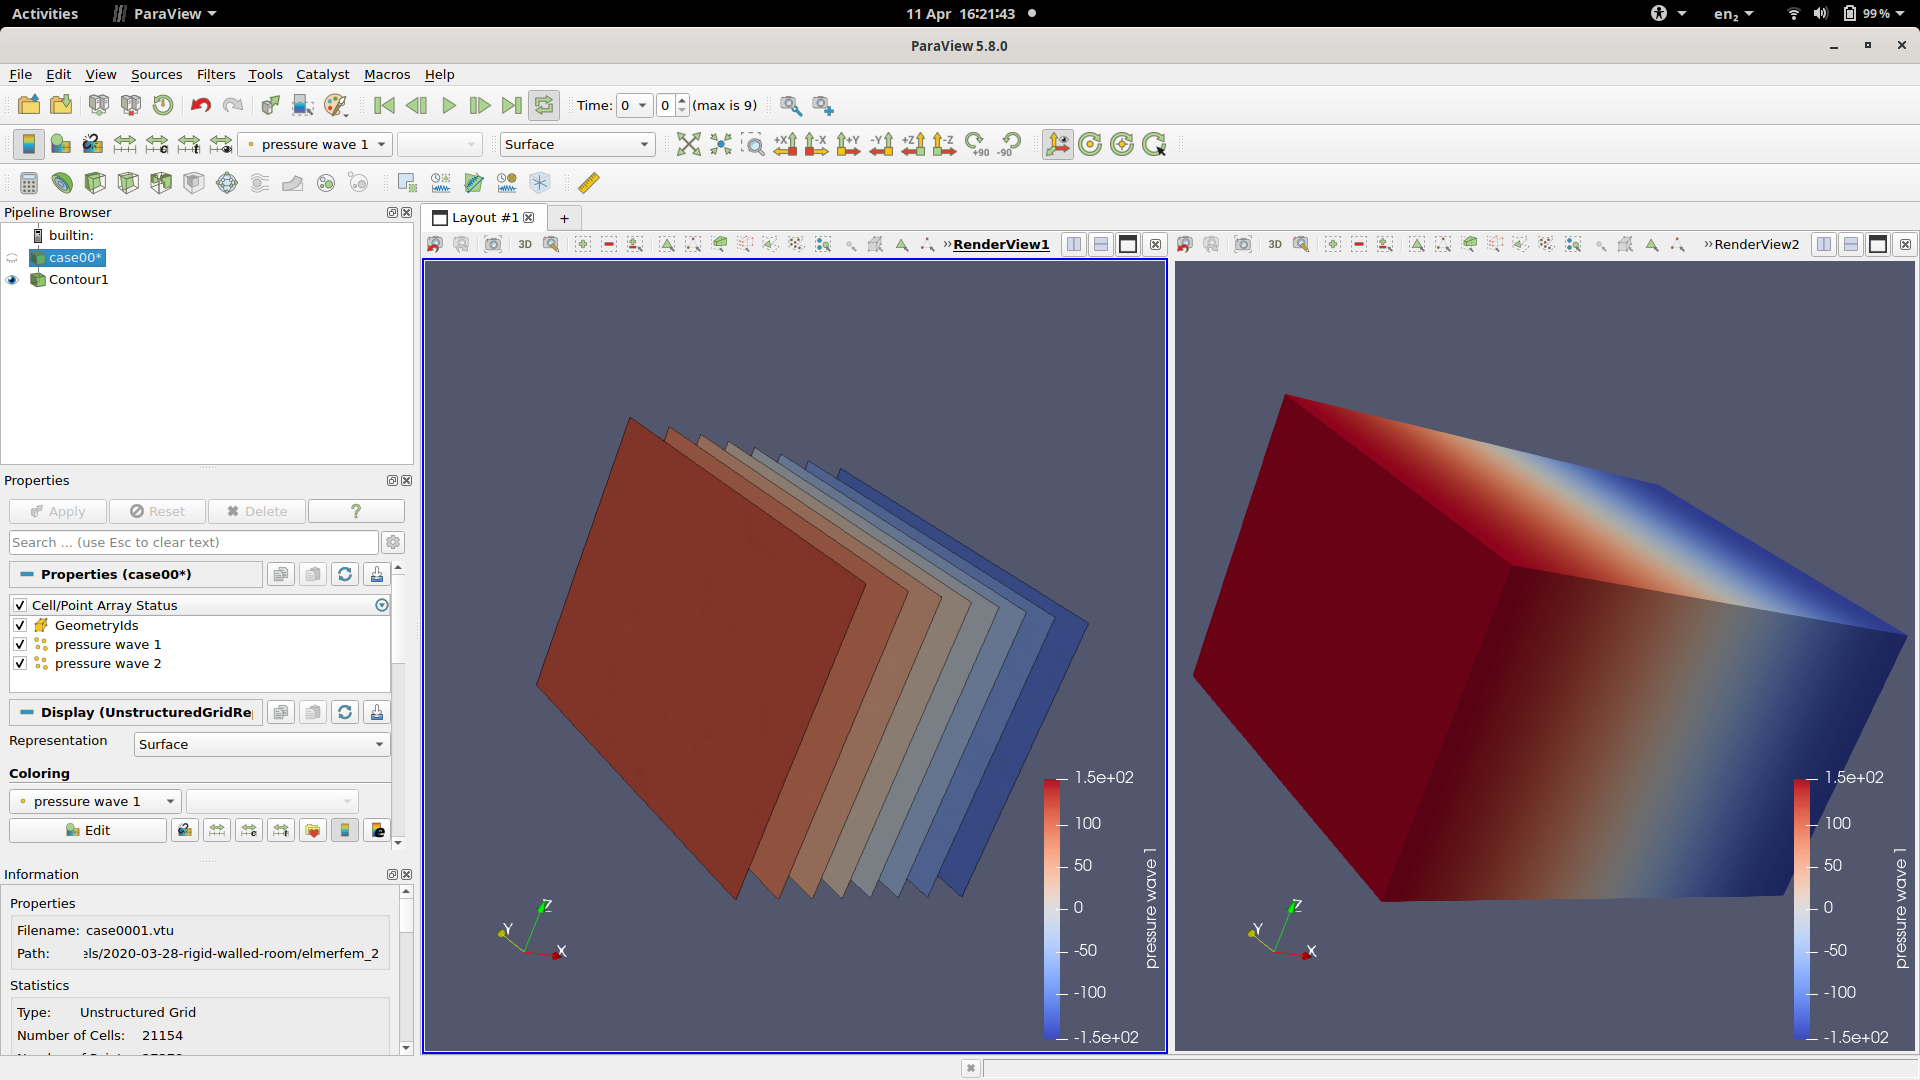 Activities ParaView 11 Apr 16:21:43 en₂ 99 %
ParaView 5.8.0
File Edit View Sources Filters Tools Catalyst Macros Help
Time: 0 0 (max is 9)
pressure wave 1 Surface +X -X +Y -Y +Z -Z +90 -90
Pipeline Browser
builtin:
case00*
Contour1
Layout #1 +
3D RenderView1
3D RenderView2
Properties
Apply Reset Delete ?
Search ... (use Esc to clear text)
Properties (case00*)
Cell/Point Array Status
GeometryIds
pressure wave 1
pressure wave 2
Display (UnstructuredGridRe
Representation Surface
Coloring
pressure wave 1
Edit
Information
Properties
Filename: case0001.vtu
Path: els/2020-03-28-rigid-walled-room/elmerfem_2
Statistics
Type: Unstructured Grid
Number of Cells: 21154
1.5e+02
100
50
0
-50
-100
-1.5e+02
pressure wave 1
Z
Y
X
1.5e+02
100
50
0
-50
-100
-1.5e+02
pressure wave 1
Z
Y
X